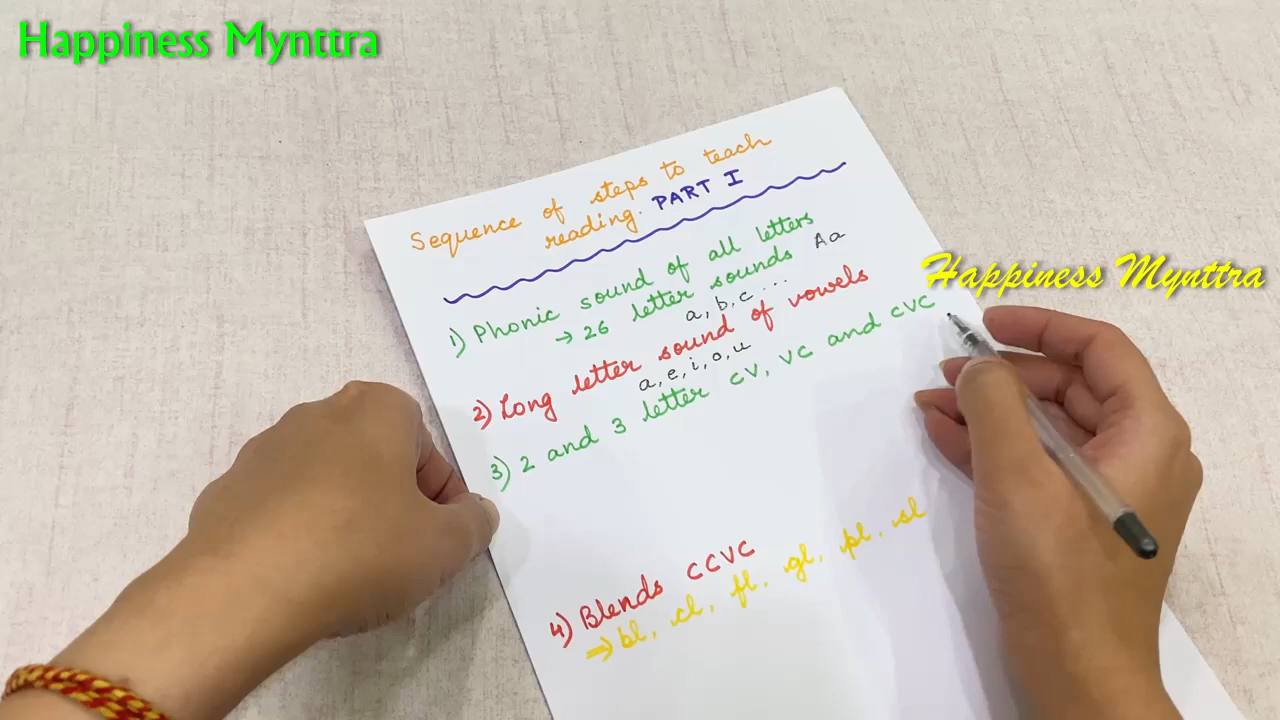 Happiness Mynttra
Sequence of steps to teach
reading. PART I
1) Phonic sound of all letters
→ 26 letter sounds Aa
a, b, c ...
2) Long letter sound of vowels
a, e, i, o, u
3) 2 and 3 letter CV, VC and CVC
4) Blends CCVC
⇒ bl, cl, fl, gl, pl, sl
Happiness Mynttra